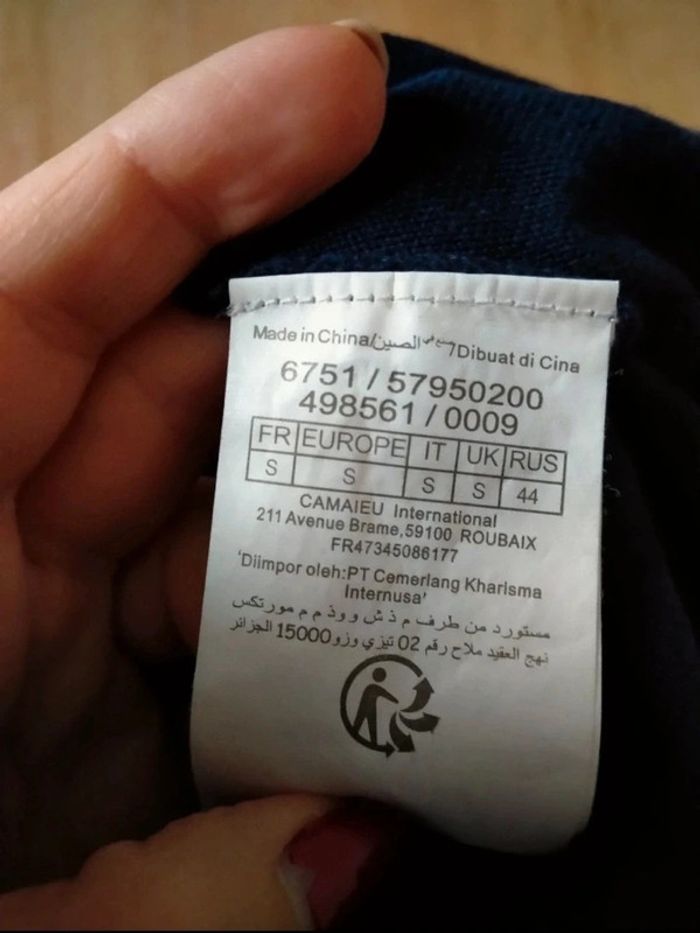 Made in China/صنع في الصين/Dibuat di Cina
6751 / 57950200
498561 / 0009
FR EUROPE IT UK RUS
S S S S 44
CAMAIEU International
211 Avenue Brame,59100 ROUBAIX
FR47345086177
'Diimpor oleh:PT Cemerlang Kharisma
Internusa'
مستورد من طرف م ذ ش و و ذ م م مورتكس
نهج العقيد ملاح رقم 02 تيزي وزو 15000 الجزائر